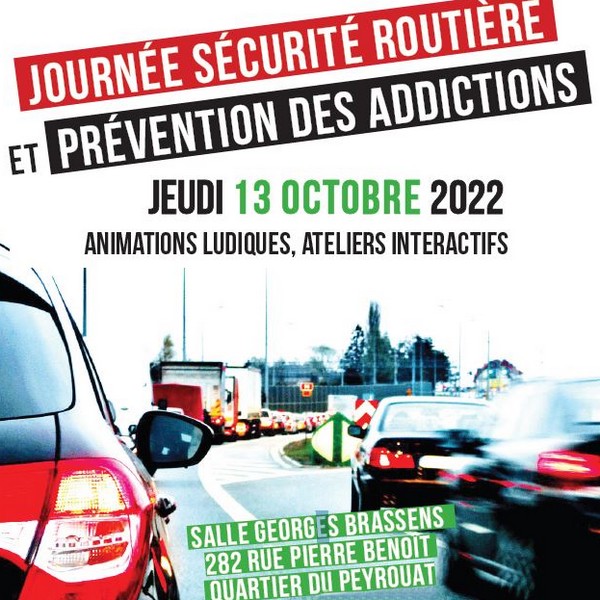 JOURNÉE SÉCURITÉ ROUTIÈRE
ET PRÉVENTION DES ADDICTIONS
JEUDI 13 OCTOBRE 2022
ANIMATIONS LUDIQUES, ATELIERS INTERACTIFS
SALLE GEORGES BRASSENS
282 RUE PIERRE BENOÎT
QUARTIER DU PEYROUAT